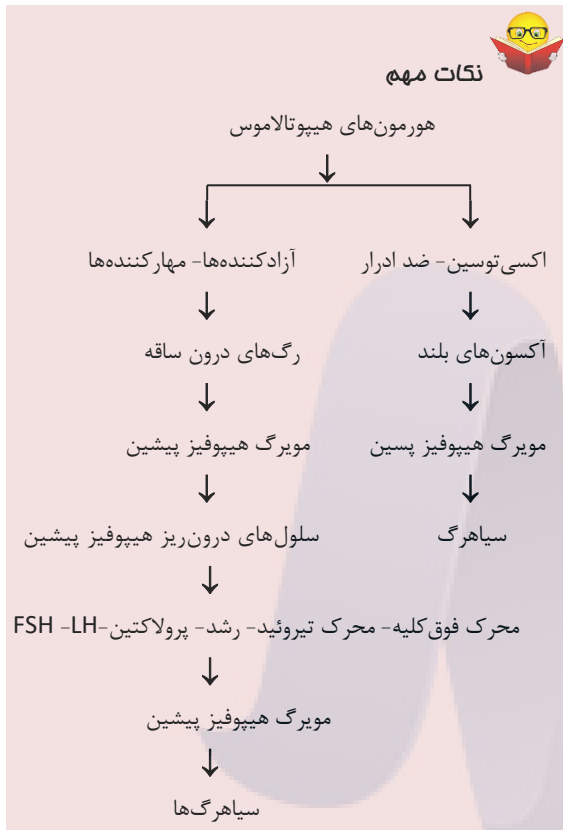 نکات مهم
هورمون‌های هیپوتالاموس
اکسی‌توسین- ضد ادرار
آزادکننده‌ها- مهارکننده‌ها
آکسون‌های بلند
رگ‌های درون ساقه
مویرگ هیپوفیز پسین
مویرگ هیپوفیز پیشین
سیاهرگ
سلول‌های درون‌ریز هیپوفیز پیشین
محرک فوق‌کلیه- محرک تیروئید- رشد- پرولاکتین-FSH -LH
مویرگ هیپوفیز پیشین
سیاهرگ‌ها